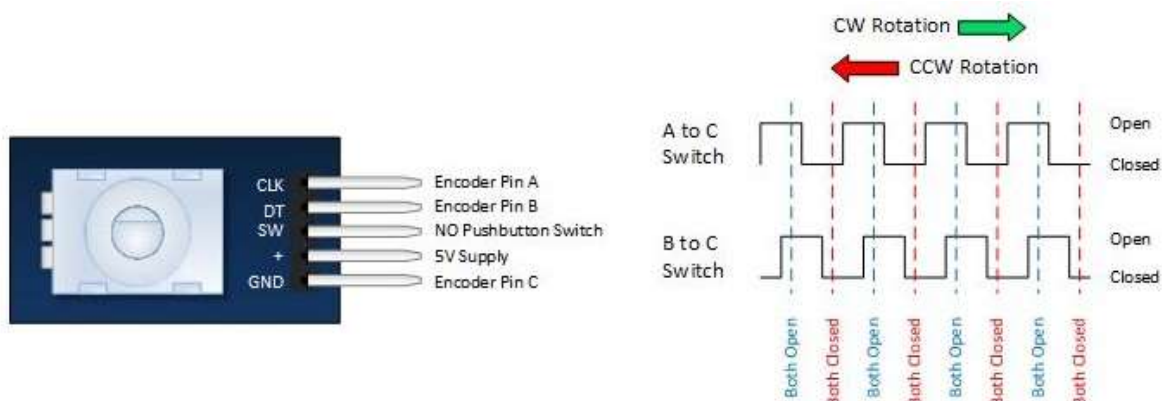 CLK
DT
SW
+
GND
Encoder Pin A
Encoder Pin B
NO Pushbutton Switch
5V Supply
Encoder Pin C
CW Rotation
CCW Rotation
A to C
Switch
Open
Closed
B to C
Switch
Open
Closed
Both Open
Both Closed
Both Open
Both Closed
Both Open
Both Closed
Both Open
Both Closed